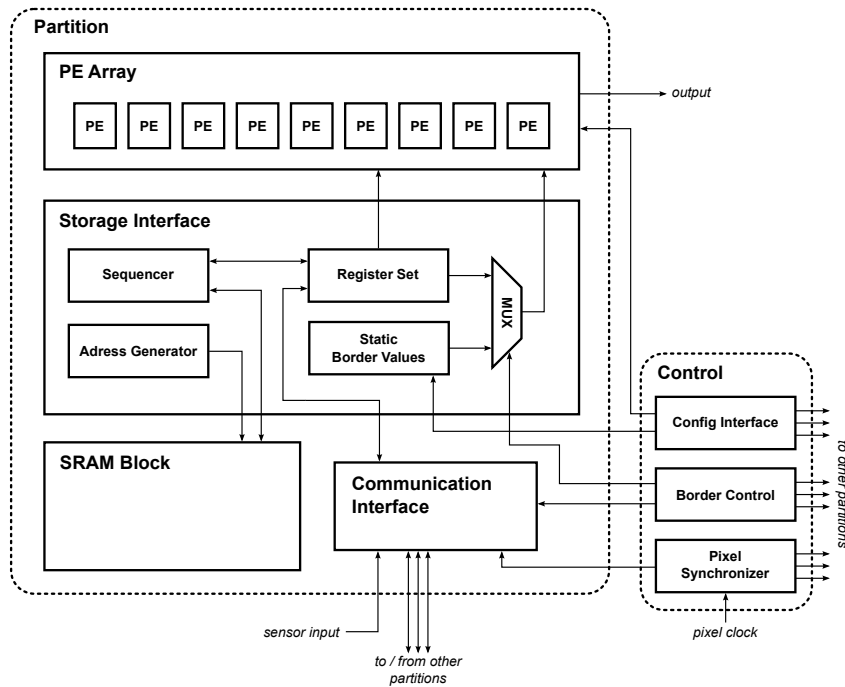 Partition
PE Array
PE PE PE PE PE PE PE PE PE
output
Storage Interface
Sequencer
Register Set
MUX
Adress Generator
Static
Border Values
SRAM Block
Communication
Interface
Control
Config Interface
Border Control
Pixel
Synchronizer
to other partitions
sensor input
pixel clock
to / from other
partitions